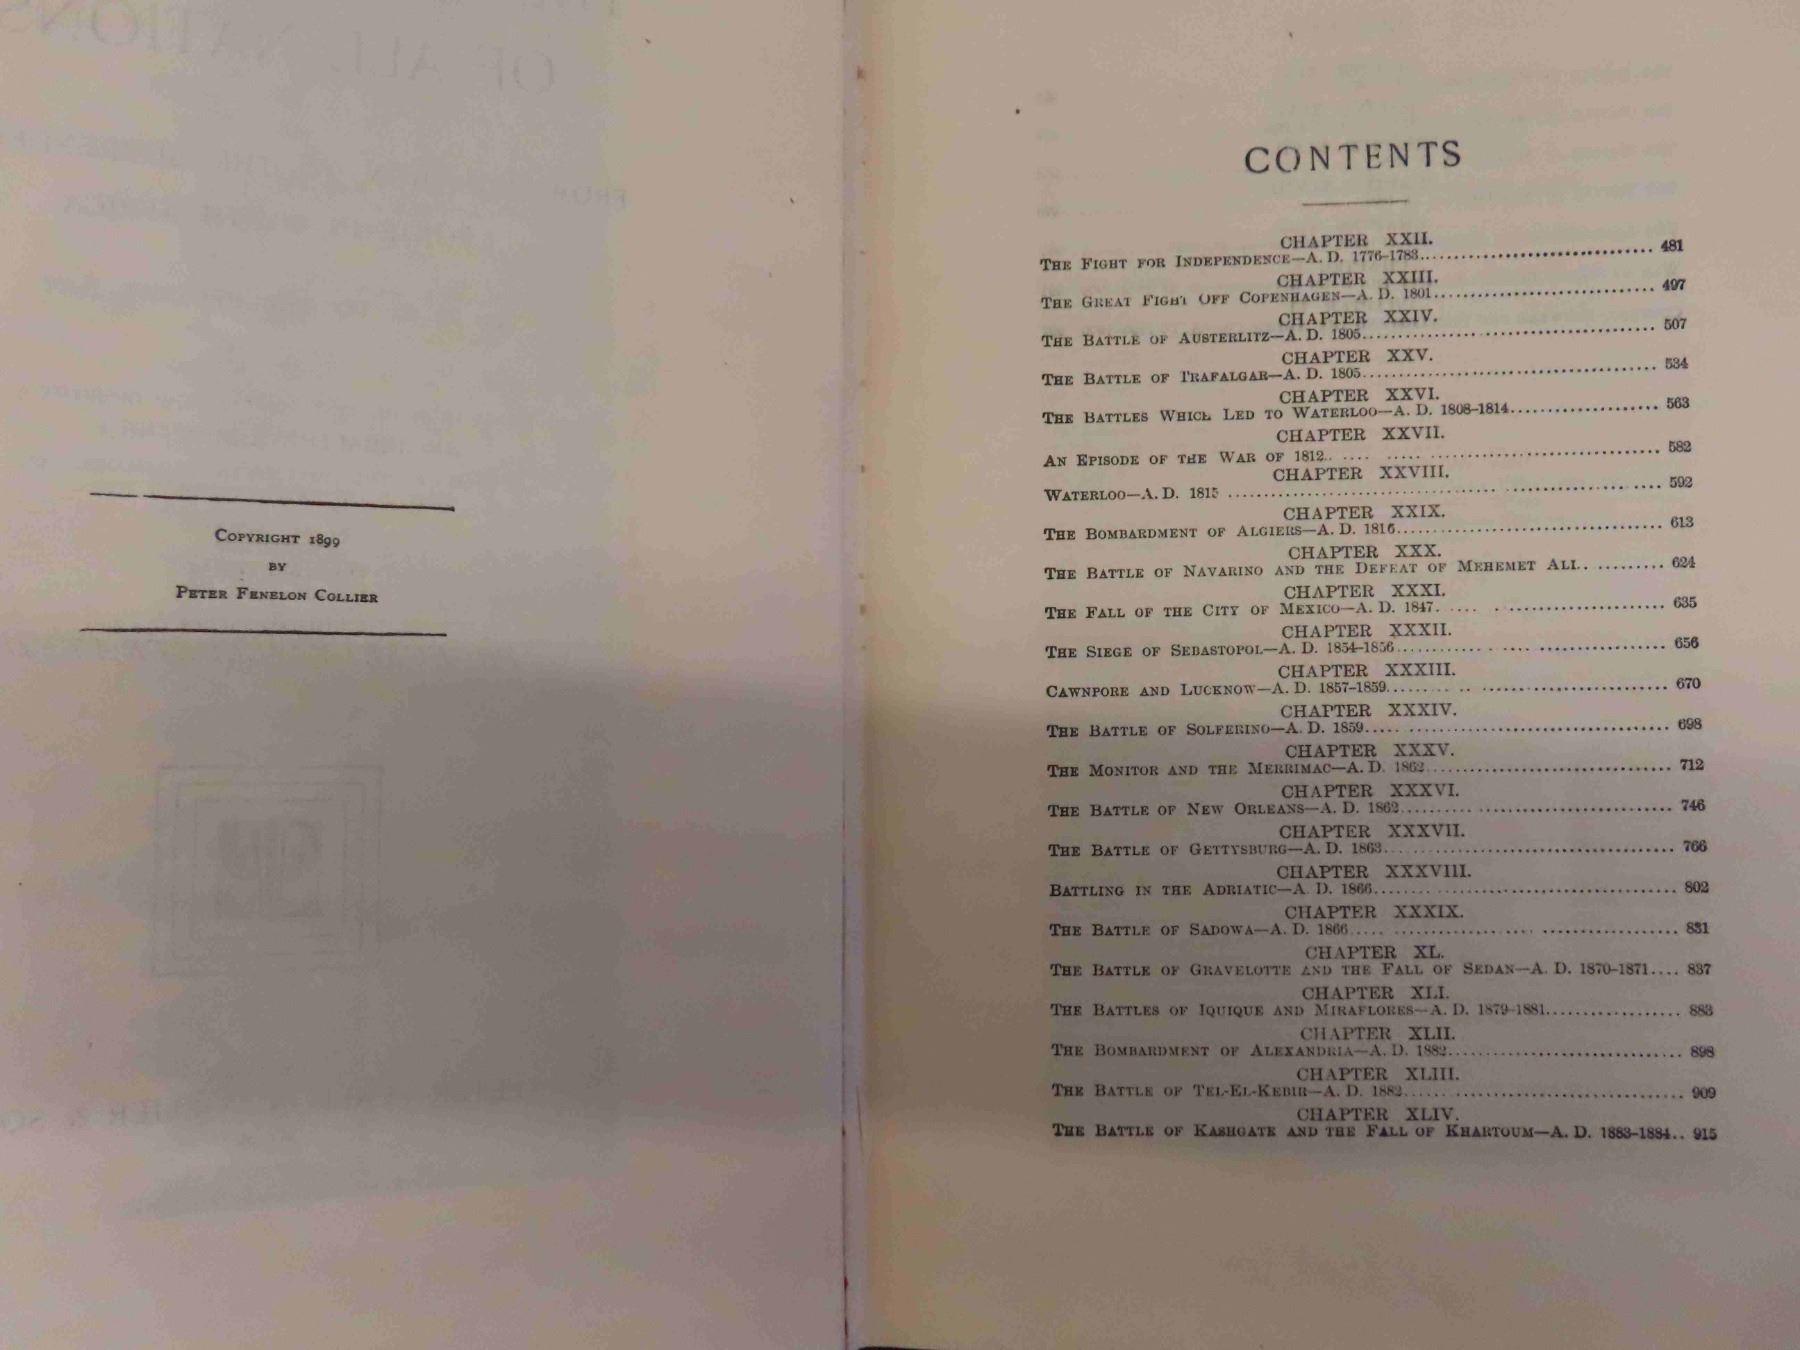 COPYRIGHT 1899
BY
PETER FENELON COLLIER
CONTENTS
CHAPTER XXII.
THE FIGHT FOR INDEPENDENCE—A. D. 1776-1783........ 481
CHAPTER XXIII.
THE GREAT FIGHT OFF COPENHAGEN—A. D. 1801........ 497
CHAPTER XXIV.
THE BATTLE OF AUSTERLITZ—A. D. 1805........ 507
CHAPTER XXV.
THE BATTLE OF TRAFALGAR—A. D. 1805........ 534
CHAPTER XXVI.
THE BATTLES WHICH LED TO WATERLOO—A. D. 1808-1814........ 563
CHAPTER XXVII.
AN EPISODE OF THE WAR OF 1812........ 582
CHAPTER XXVIII.
WATERLOO—A. D. 1815 ........ 592
CHAPTER XXIX.
THE BOMBARDMENT OF ALGIERS—A. D. 1816........ 613
CHAPTER XXX.
THE BATTLE OF NAVARINO AND THE DEFEAT OF MEHEMET ALI........ 624
CHAPTER XXXI.
THE FALL OF THE CITY OF MEXICO—A. D. 1847........ 635
CHAPTER XXXII.
THE SIEGE OF SEBASTOPOL—A. D. 1854-1856........ 656
CHAPTER XXXIII.
CAWNPORE AND LUCKNOW—A. D. 1857-1859........ 670
CHAPTER XXXIV.
THE BATTLE OF SOLFERINO—A. D. 1859........ 698
CHAPTER XXXV.
THE MONITOR AND THE MERRIMAC—A. D. 1862........ 712
CHAPTER XXXVI.
THE BATTLE OF NEW ORLEANS—A. D. 1862........ 746
CHAPTER XXXVII.
THE BATTLE OF GETTYSBURG—A. D. 1863........ 766
CHAPTER XXXVIII.
BATTLING IN THE ADRIATIC—A. D. 1866........ 802
CHAPTER XXXIX.
THE BATTLE OF SADOWA—A. D. 1866........ 831
CHAPTER XL.
THE BATTLE OF GRAVELOTTE AND THE FALL OF SEDAN—A. D. 1870-1871.... 837
CHAPTER XLI.
THE BATTLES OF IQUIQUE AND MIRAFLORES—A. D. 1879-1881........ 883
CHAPTER XLII.
THE BOMBARDMENT OF ALEXANDRIA—A. D. 1882........ 898
CHAPTER XLIII.
THE BATTLE OF TEL-EL-KEBIR—A. D. 1882........ 909
CHAPTER XLIV.
THE BATTLE OF KASHGATE AND THE FALL OF KHARTOUM—A. D. 1883-1884.. 915